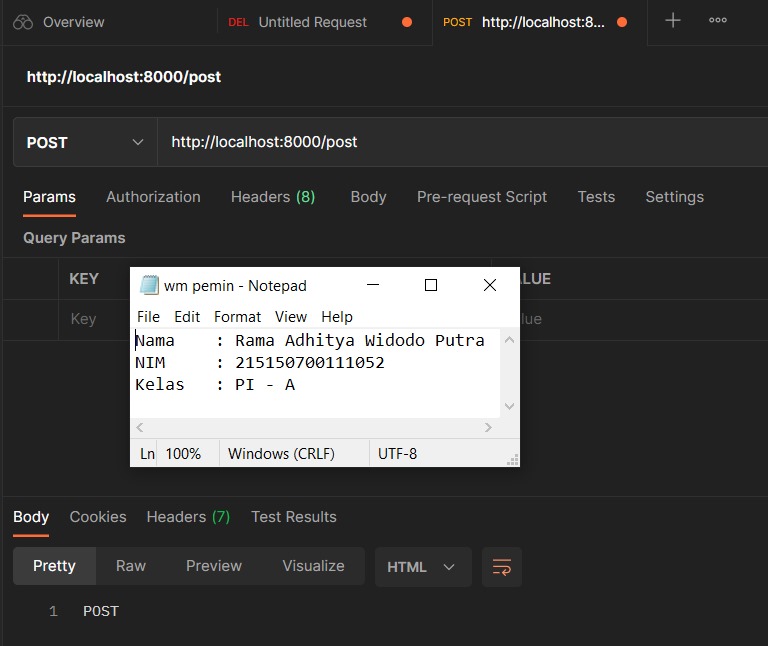 Overview
DEL Untitled Request
POST http://localhost:8...
http://localhost:8000/post
POST http://localhost:8000/post
Params Authorization Headers (8) Body Pre-request Script Tests Settings
Query Params
KEY
LUE
Key
lue
wm pemin - Notepad
File Edit Format View Help
Nama : Rama Adhitya Widodo Putra
NIM : 215150700111052
Kelas : PI - A
Ln 100% Windows (CRLF) UTF-8
Body Cookies Headers (7) Test Results
Pretty Raw Preview Visualize HTML
1 POST